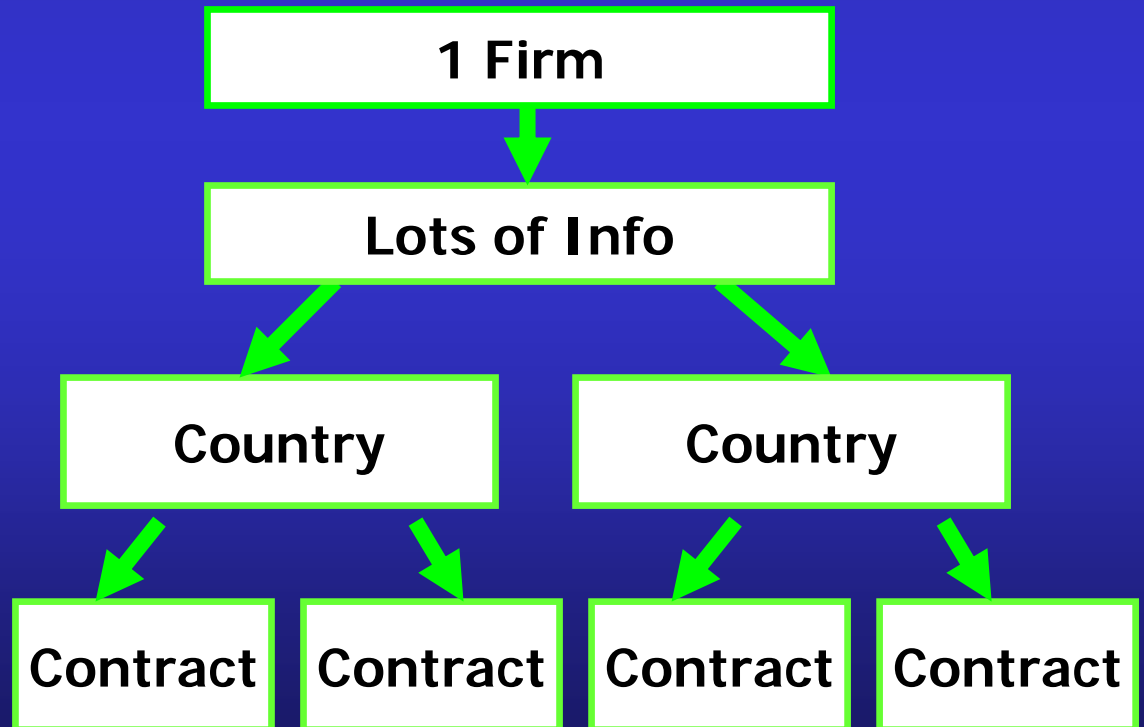 1 Firm
Lots of Info
Country
Country
Contract
Contract
Contract
Contract